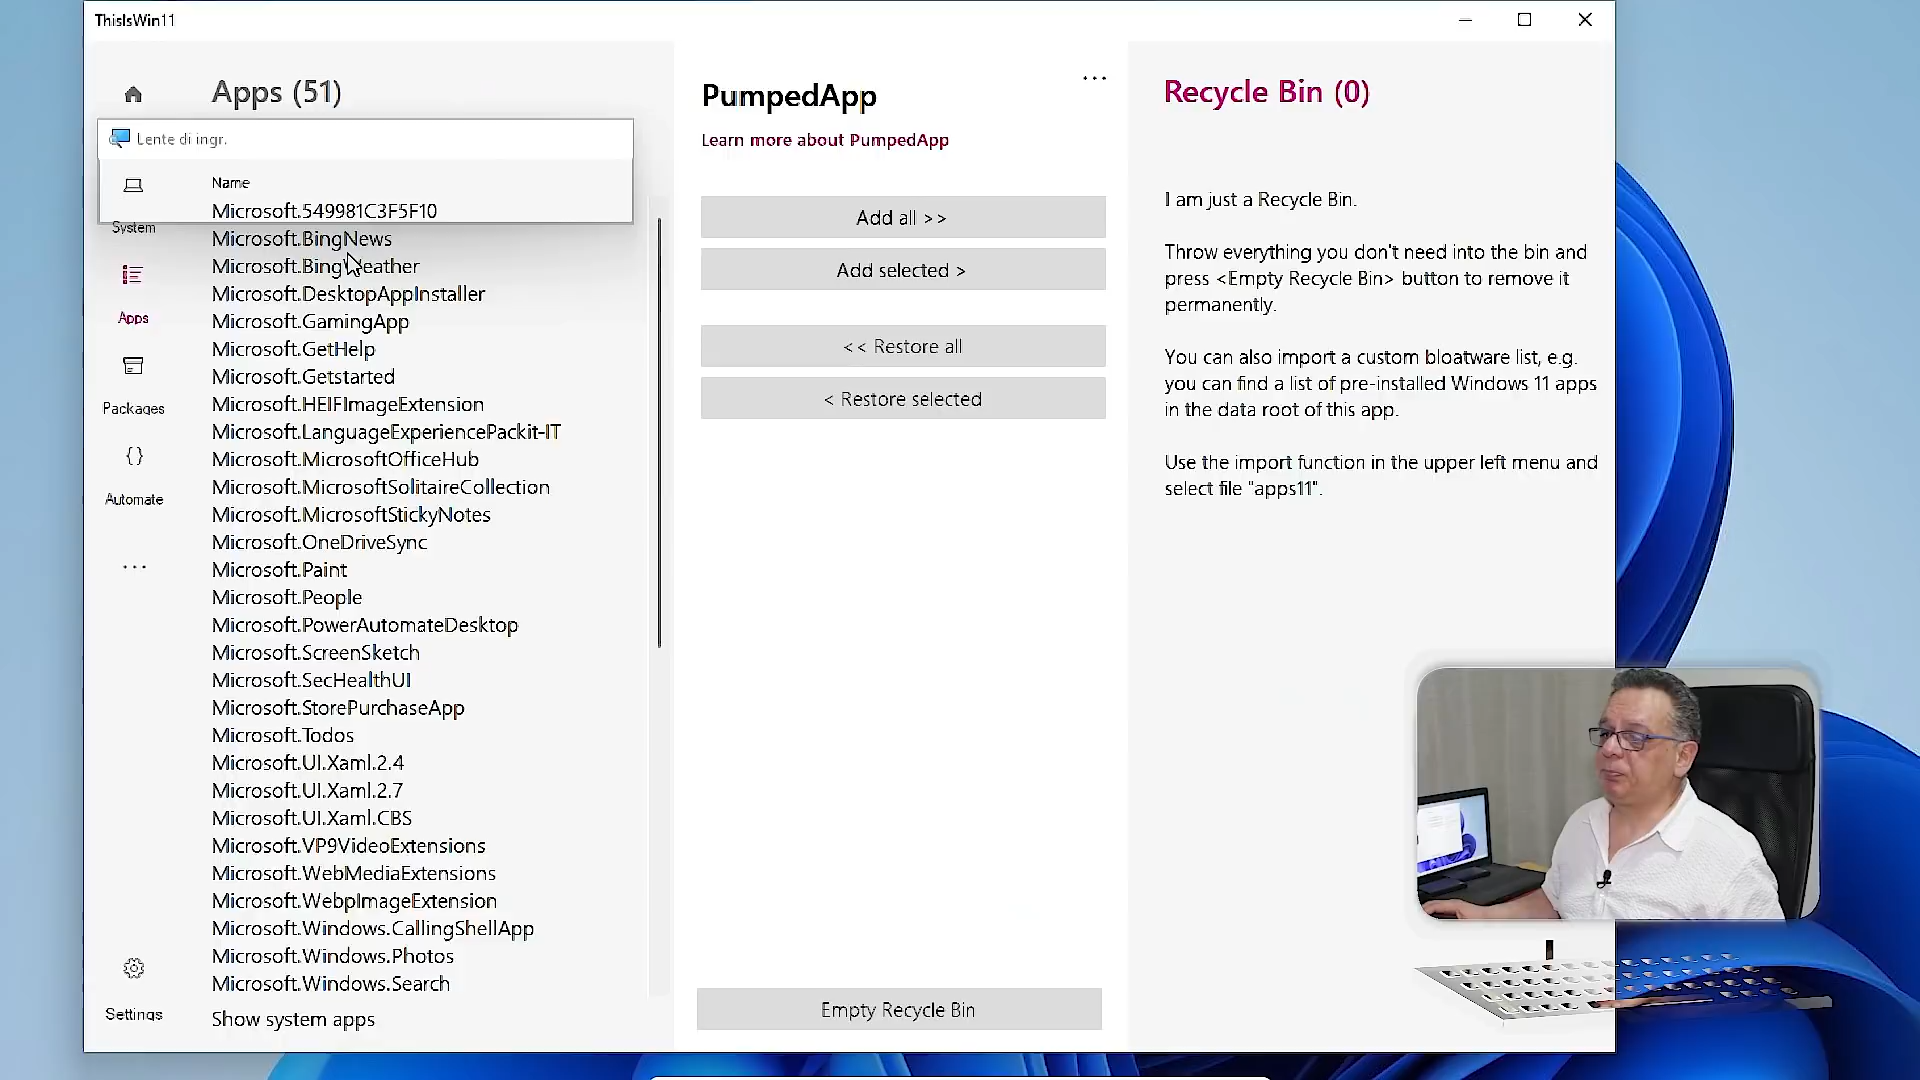 ThisIsWin11
Apps (51)
Lente di ingr.
Name
Microsoft.549981C3F5F10
Microsoft.BingNews
Microsoft.BingWeather
Microsoft.DesktopAppInstaller
Microsoft.GamingApp
Microsoft.GetHelp
Microsoft.Getstarted
Microsoft.HEIFImageExtension
Microsoft.LanguageExperiencePackit-IT
Microsoft.MicrosoftOfficeHub
Microsoft.MicrosoftSolitaireCollection
Microsoft.MicrosoftStickyNotes
Microsoft.OneDriveSync
Microsoft.Paint
Microsoft.People
Microsoft.PowerAutomateDesktop
Microsoft.ScreenSketch
Microsoft.SecHealthUI
Microsoft.StorePurchaseApp
Microsoft.Todos
Microsoft.UI.Xaml.2.4
Microsoft.UI.Xaml.2.7
Microsoft.UI.Xaml.CBS
Microsoft.VP9VideoExtensions
Microsoft.WebMediaExtensions
Microsoft.WebpImageExtension
Microsoft.Windows.CallingShellApp
Microsoft.Windows.Photos
Microsoft.Windows.Search
Show system apps
System
Apps
Packages
Automate
Settings
PumpedApp
...
Learn more about PumpedApp
Add all >>
Add selected >
<< Restore all
< Restore selected
Empty Recycle Bin
Recycle Bin (0)
I am just a Recycle Bin.
Throw everything you don't need into the bin and
press <Empty Recycle Bin> button to remove it
permanently.
You can also import a custom bloatware list, e.g.
you can find a list of pre-installed Windows 11 apps
in the data root of this app.
Use the import function in the upper left menu and
select file "apps11".